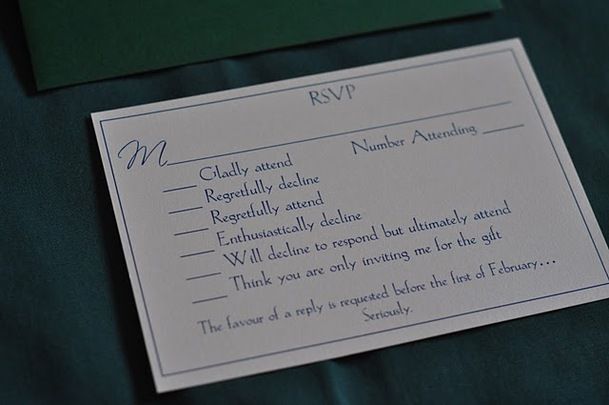 RSVP
M
Number Attending
Gladly attend
Regretfully decline
Regretfully attend
Enthusiastically decline
Will decline to respond but ultimately attend
Think you are only inviting me for the gift
The favour of a reply is requested before the first of February...
Seriously.